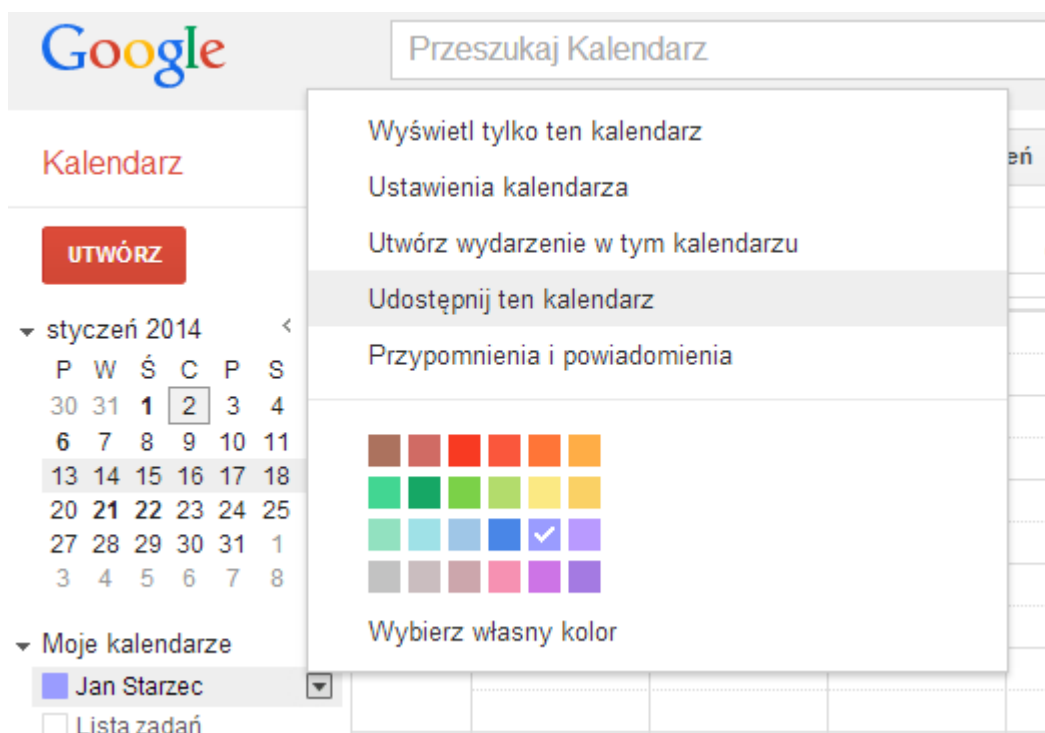 Google
Przeszukaj Kalendarz
Kalendarz
UTWÓRZ
styczeń 2014 <
P W Ś C P S
30 31 1 2 3 4
6 7 8 9 10 11
13 14 15 16 17 18
20 21 22 23 24 25
27 28 29 30 31 1
3 4 5 6 7 8
Moje kalendarze
Jan Starzec
Lista zadań
Wyświetl tylko ten kalendarz
Ustawienia kalendarza
Utwórz wydarzenie w tym kalendarzu
Udostępnij ten kalendarz
Przypomnienia i powiadomienia
Wybierz własny kolor
eń